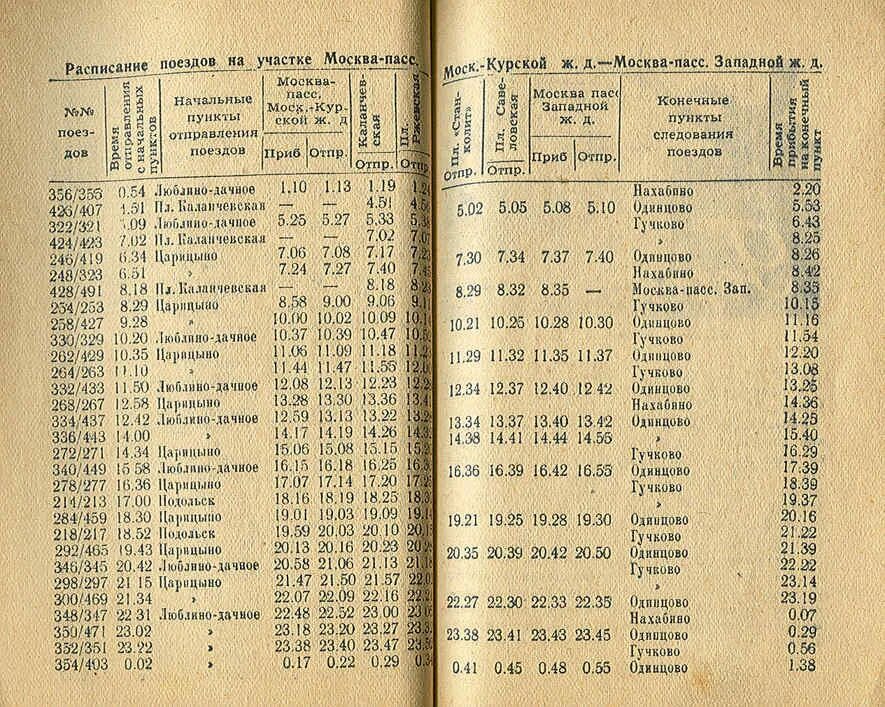 Расписание поездов на участке Москва-пасс.
№№ поез-дов
Время отправления с начальных пунктов
Начальные пункты отправления поездов
Москва-пасс. Моск.-Кур-ской ж. д
Каланчев-ская
Пл. Ржевская
Приб Отпр. Отпр. Отпр.
356/355 0.54 Люблино-дачное 1.10 1.13 1.19
426/407 4.51 Пл. Каланчевская — — 4.51
322/321 .09 Люблино-дачное 5.25 5.27 5.33
424/423 7.02 Пл. Каланчевская — — 7.02
246/419 6.34 Царицыно 7.06 7.08 7.17
248/323 6.51 » 7.24 7.27 7.40
428/491 8.18 Пл. Каланчевская — — 8.18
254/253 8.29 Царицыно 8.58 9.00 9.06
258/427 9.28 » 10.00 10.02 10.09
330/329 10.20 Люблино-дачное 10.37 10.39 10.47
262/429 10.35 Царицыно 11.06 11.09 11.18
264/263 11.10 » 11.44 11.47 11.55
332/433 11.50 Люблино-дачное 12.08 12.13 12.23
268/267 12.58 Царицыно 13.28 13.30 13.36
334/437 12.42 Люблино-дачное 12.59 13.13 13.22
336/443 14.00 » 14.17 14.19 14.26
272/271 14.34 Царицыно 15.06 15.08 15.15
340/449 15 58 Люблино-дачное 16.15 16.18 16.25
278/277 16.36 Царицыно 17.07 17.14 17.20
214/213 17.00 Подольск 18.16 18.19 18.25
284/459 18.30 Царицыно 19.01 19.03 19.09
218/217 18.52 Подольск 19.59 20.03 20.10
292/465 19.43 Царицыно 20.13 20.16 20.23
346/345 20.42 Люблино-дачное 20.58 21.06 21.13
298/297 21 15 Царицыно 21.47 21.50 21.57
300/469 21.34 » 22.07 22.09 22.16
348/347 22 31 Люблино-дачное 22.48 22.52 23.00
350/471 23.02 » 23.18 23.20 23.27
352/351 23.22 » 23.38 23.40 23.47
354/403 0.02 » 0.17 0.22 0.29
Моск.-Курской ж. д.—Москва-пасс. Западной ж. д.
Пл. «Стан-колит»
Пл. Саве-ловская
Москва пасс Западной ж. д.
Конечные пункты следования поездов
Время прибытия на конечный пункт
Отпр. Отпр. Приб Отпр.
Нахабино 2.20
5.02 5.05 5.08 5.10 Одинцово 5.53
Гучково 6.43
» 8.25
7.30 7.34 7.37 7.40 Одинцово 8.26
Нахабино 8.42
8.29 8.32 8.35 — Москва-пасс. Зап. 8.35
Гучково 10.15
10.21 10.25 10.28 10.30 Одинцово 11.16
Гучково 11.54
11.29 11.32 11.35 11.37 Одинцово 12.20
Гучково 13.08
12.34 12.37 12.40 12 42 Одинцово 13.25
Нахабино 14.36
13.34 13.37 13.40 13.42 Одинцово 14.25
14.38 14.41 14.44 14.55 » 15.40
Гучково 16.29
16.36 16.39 16.42 16.55 Одинцово 17.39
Гучково 18.39
» 19.37
19.21 19.25 19.28 19.30 Одинцово 20.16
Гучково 21.22
20.35 20.39 20.42 20.50 Одинцово 21.39
Гучково 22.22
» 23.14
22.27 22.30 22.33 22.35 Одинцово 23.19
Нахабино 0.07
23.38 23.41 23.43 23.45 Одинцово 0.29
Гучково 0.56
0.41 0.45 0.48 0.55 Одинцово 1.38